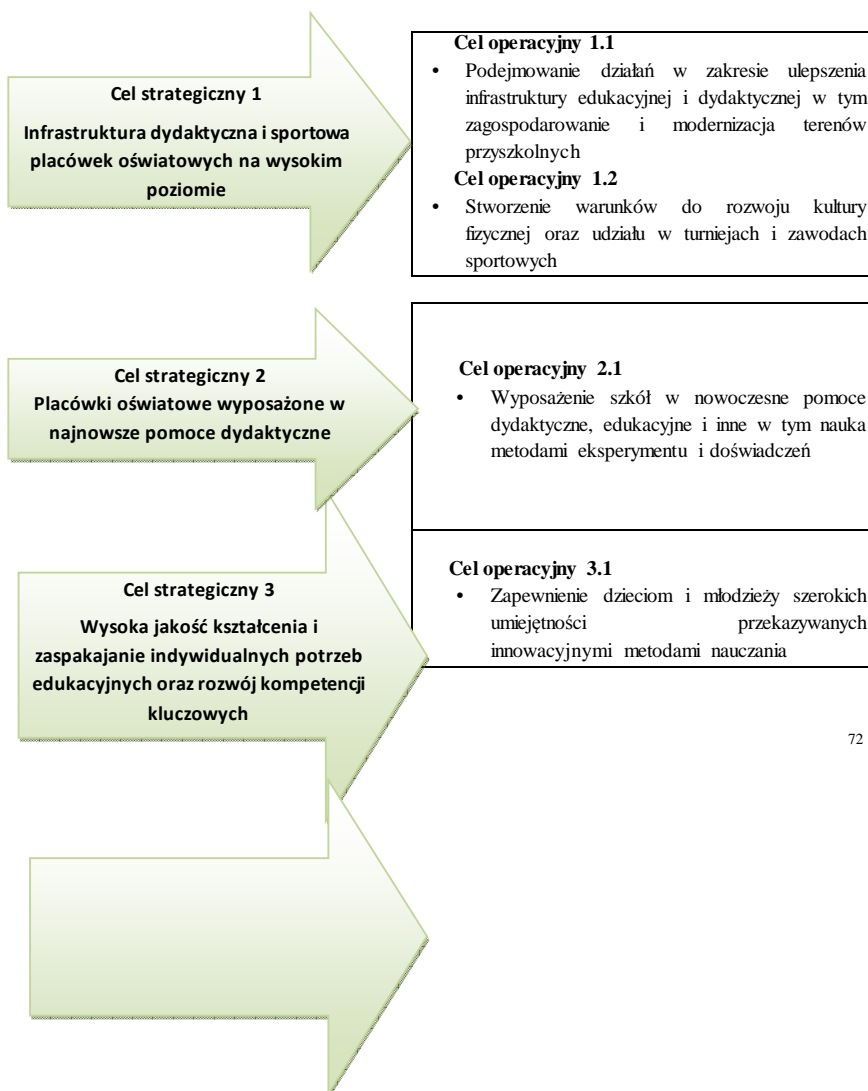 Cel strategiczny 1
Infrastruktura dydaktyczna i sportowa
placówek oświatowych na wysokim
poziomie
Cel operacyjny 1.1
• Podejmowanie działań w zakresie ulepszenia
infrastruktury edukacyjnej i dydaktycznej w tym
zagospodarowanie i modernizacja terenów
przyszkolnych
Cel operacyjny 1.2
• Stworzenie warunków do rozwoju kultury
fizycznej oraz udziału w turniejach i zawodach
sportowych
Cel strategiczny 2
Placówki oświatowe wyposażone w
najnowsze pomoce dydaktyczne
Cel operacyjny 2.1
• Wyposażenie szkół w nowoczesne pomoce
dydaktyczne, edukacyjne i inne w tym nauka
metodami eksperymentu i doświadczeń
Cel strategiczny 3
Wysoka jakość kształcenia i
zaspakajanie indywidualnych potrzeb
edukacyjnych oraz rozwój kompetencji
kluczowych
Cel operacyjny 3.1
• Zapewnienie dzieciom i młodzieży szerokich
umiejętności przekazywanych
innowacyjnymi metodami nauczania
72